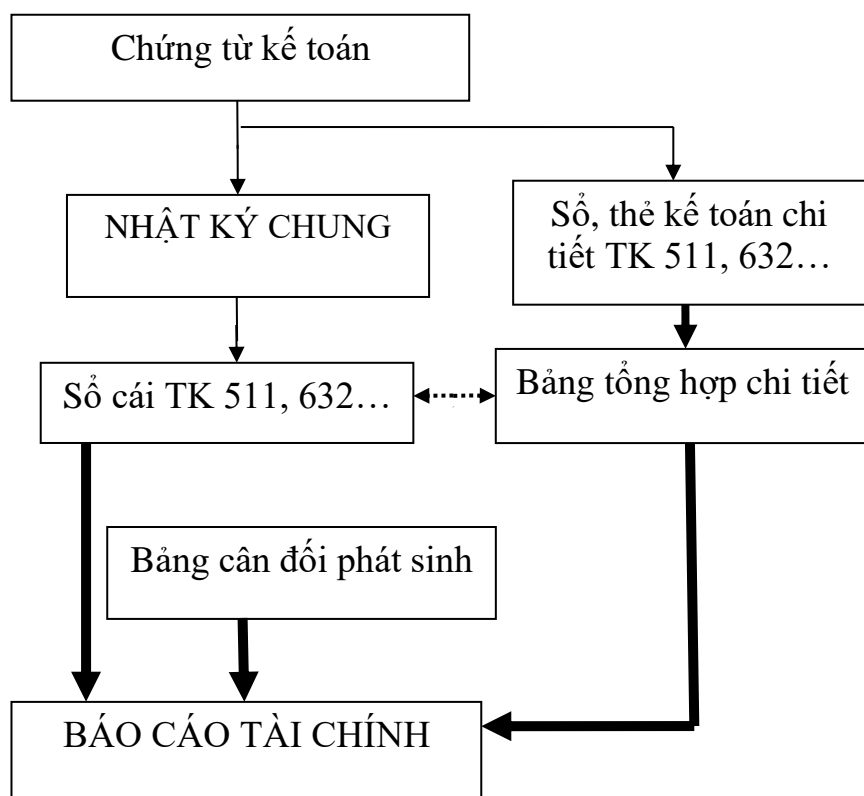 Chứng từ kế toán
NHẬT KÝ CHUNG
Sổ, thẻ kế toán chi
tiết TK 511, 632…
Sổ cái TK 511, 632…
Bảng tổng hợp chi tiết
Bảng cân đối phát sinh
BÁO CÁO TÀI CHÍNH